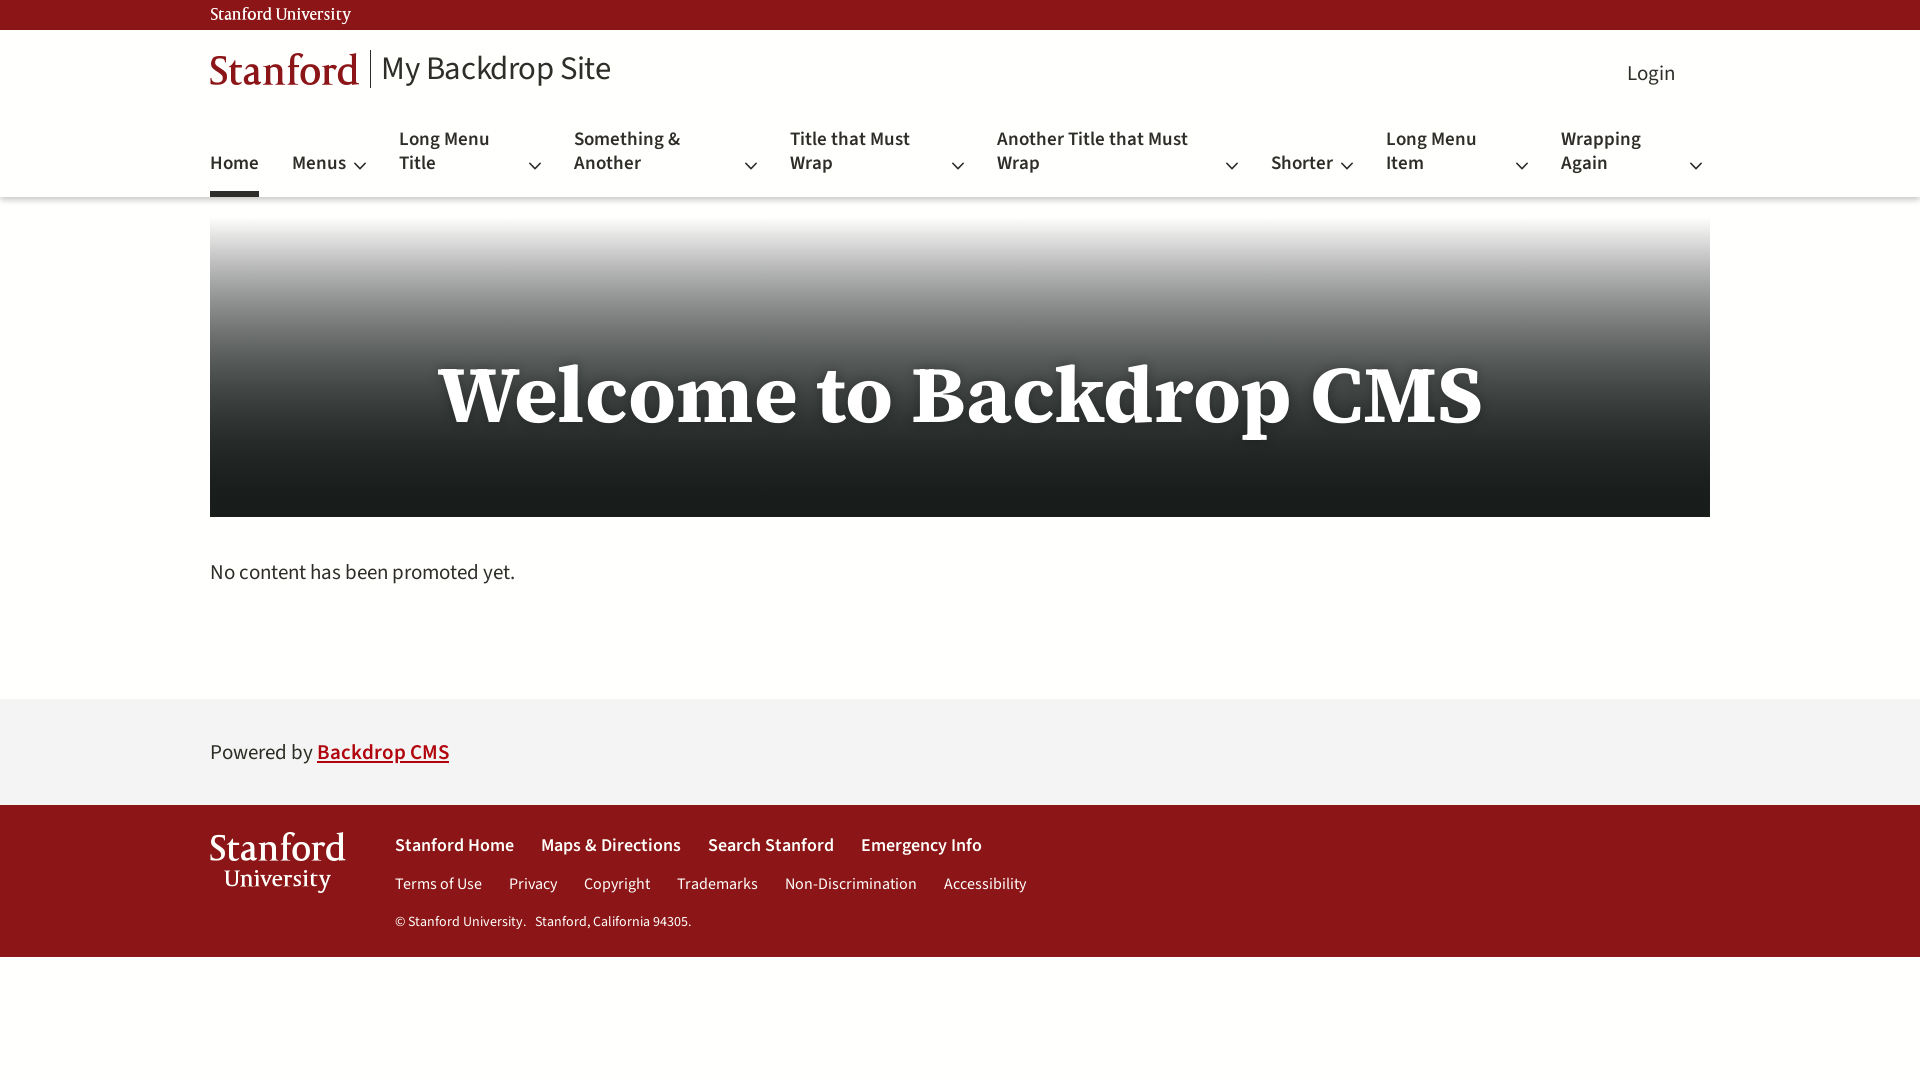 Stanford University
Stanford My Backdrop Site
Login
Home
Menus
Long Menu
Title
Something &
Another
Title that Must
Wrap
Another Title that Must
Wrap
Shorter
Long Menu
Item
Wrapping
Again
Welcome to Backdrop CMS
No content has been promoted yet.
Powered by Backdrop CMS
Stanford
University
Stanford Home Maps & Directions Search Stanford Emergency Info
Terms of Use Privacy Copyright Trademarks Non-Discrimination Accessibility
© Stanford University. Stanford, California 94305.